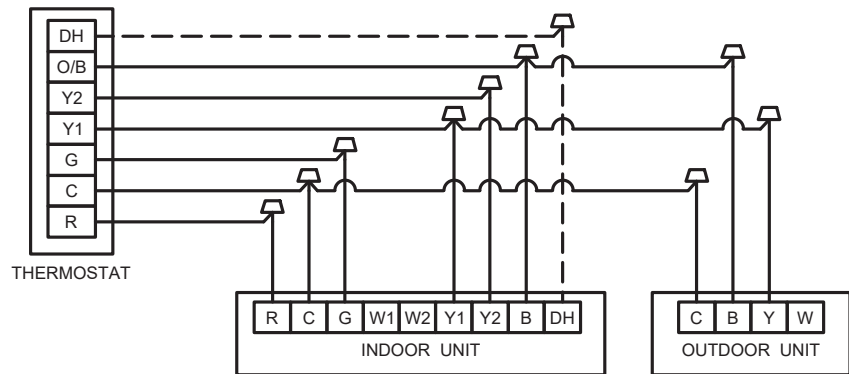 DH
O/B
Y2
Y1
G
C
R
THERMOSTAT
R C G W1 W2 Y1 Y2 B DH
INDOOR UNIT
C B Y W
OUTDOOR UNIT